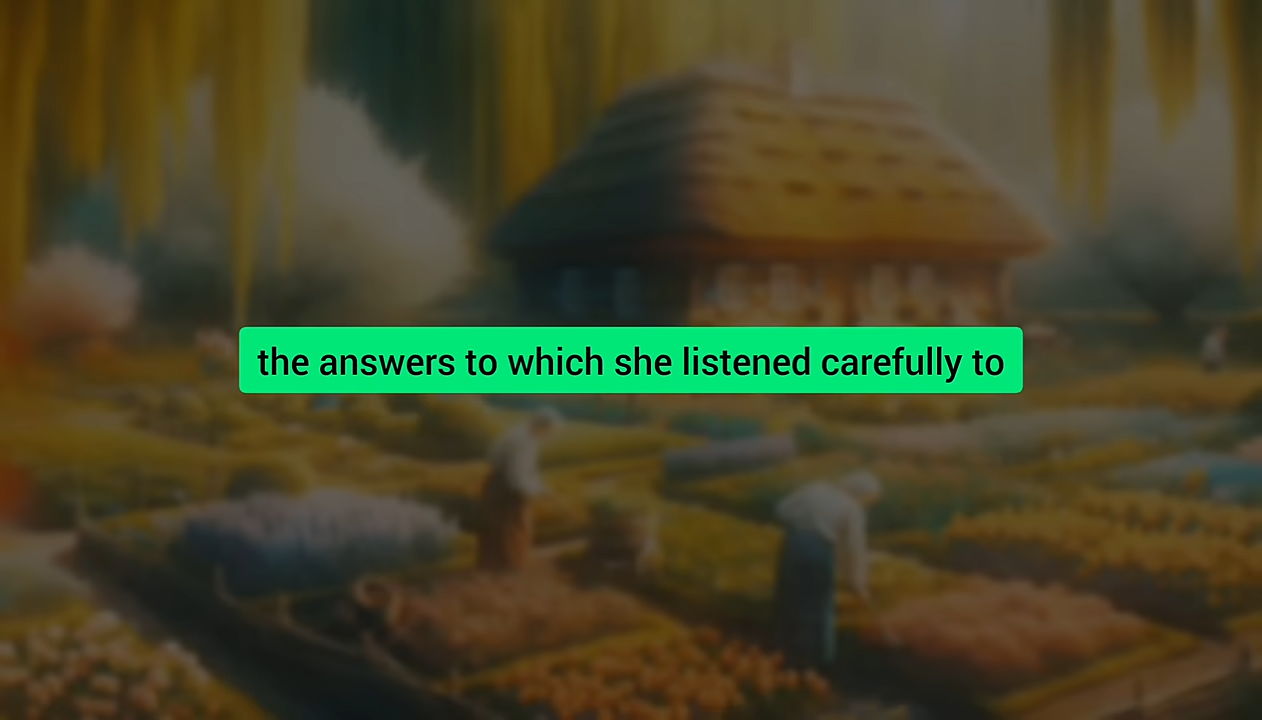 the answers to which she listened carefully to